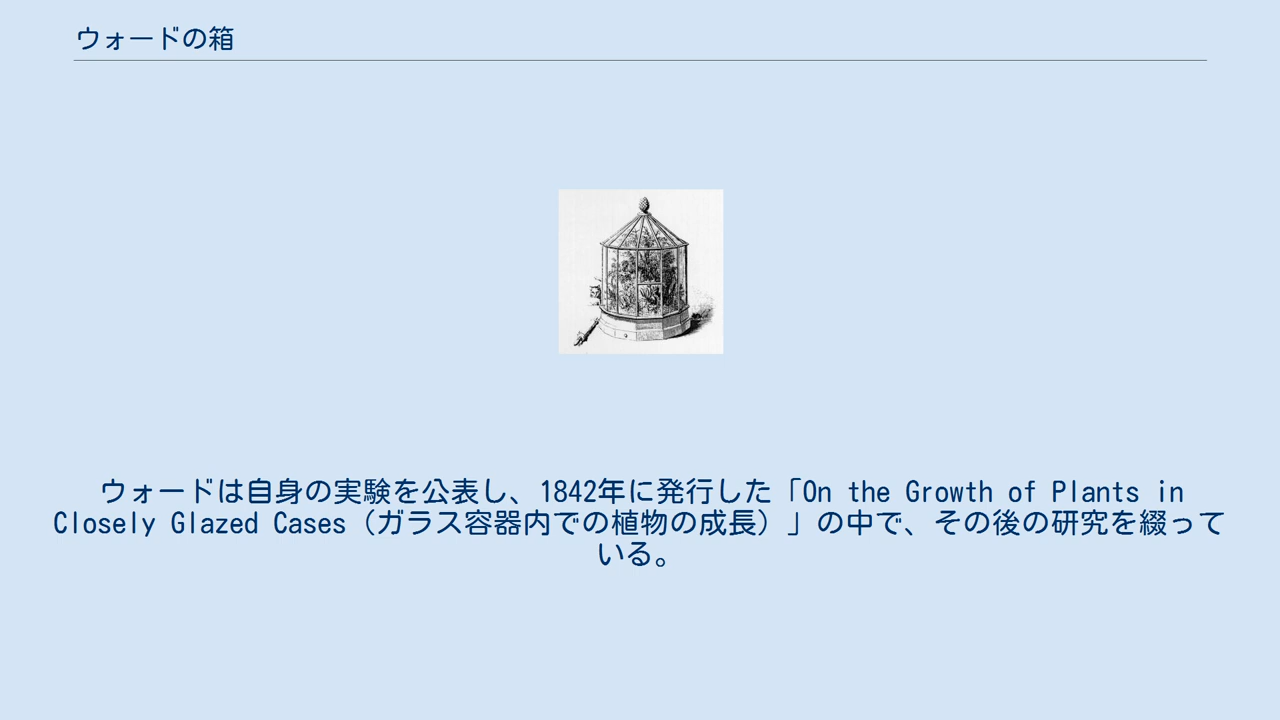 ウォードの箱
ウォードは自身の実験を公表し、1842年に発行した「On the Growth of Plants in
Closely Glazed Cases（ガラス容器内での植物の成長）」の中で、その後の研究を綴って
いる。